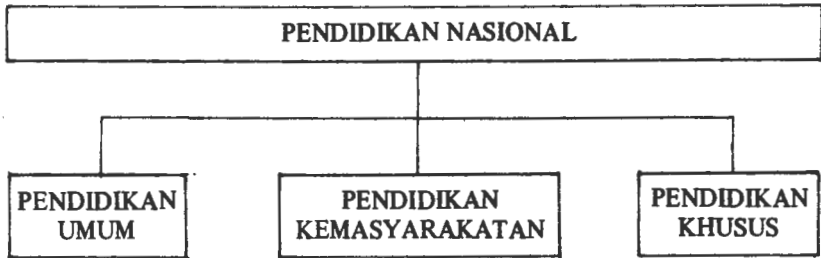 PENDIDIKAN NASIONAL
PENDIDIKAN
UMUM
PENDIDIKAN
KEMASYARAKATAN
PENDIDIKAN
KHUSUS